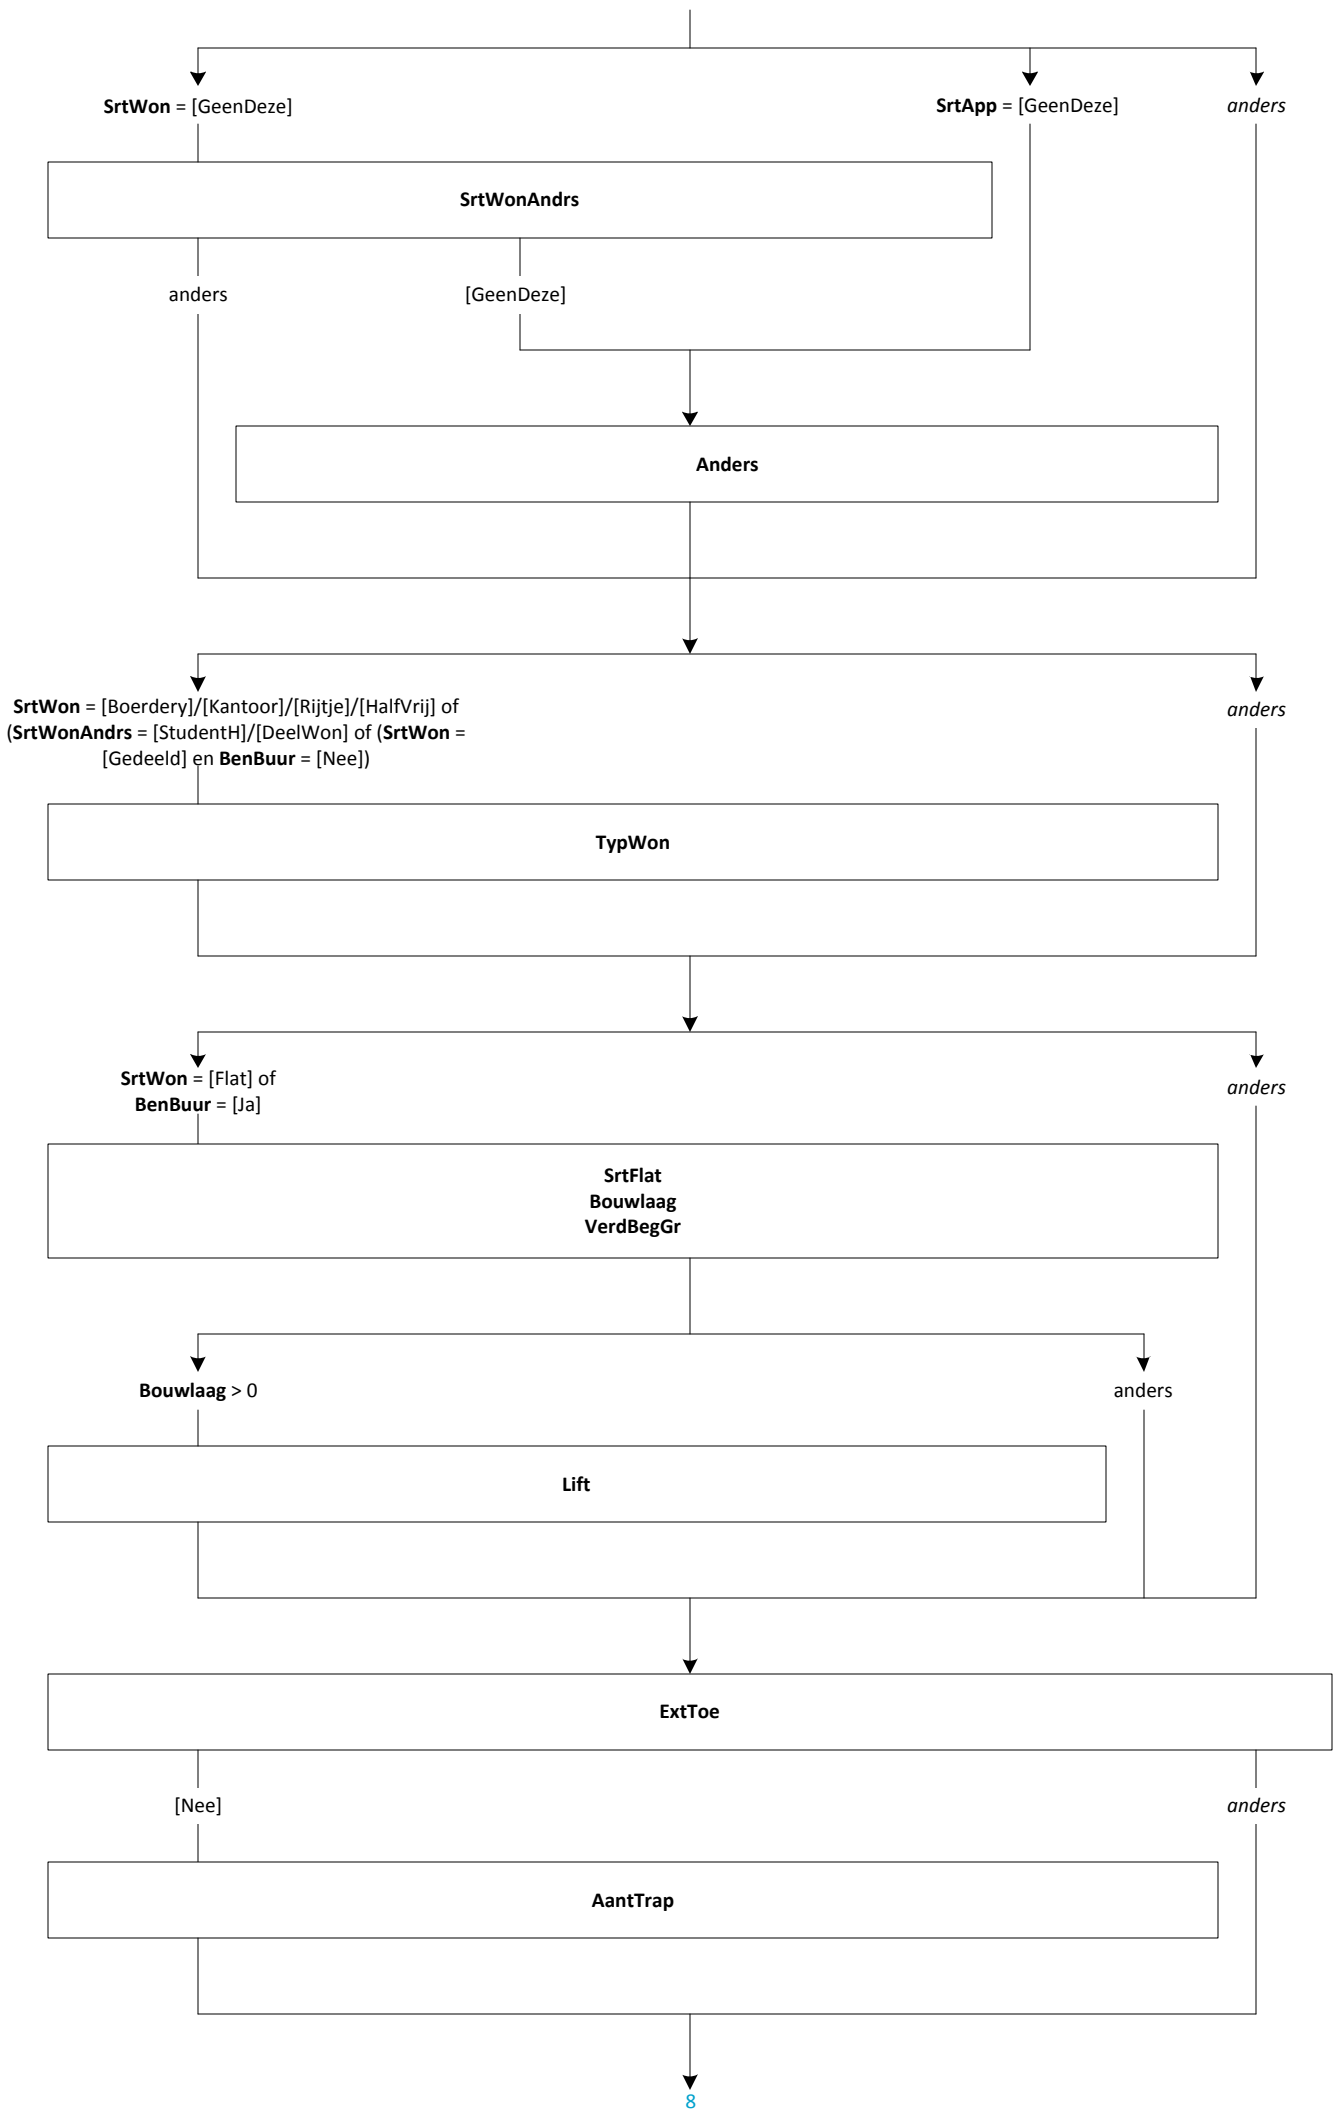 SrtWon = [GeenDeze]
SrtApp = [GeenDeze]
anders
SrtWonAndrs
anders
[GeenDeze]
Anders
SrtWon = [Boerdery]/[Kantoor]/[Rijtje]/[HalfVrij] of
(SrtWonAndrs = [StudentH]/[DeelWon] of (SrtWon =
[Gedeeld] en BenBuur = [Nee])
anders
TypWon
SrtWon = [Flat] of
BenBuur = [Ja]
anders
SrtFlat
Bouwlaag
VerdBegGr
Bouwlaag > 0
anders
Lift
ExtToe
[Nee]
anders
AantTrap
8